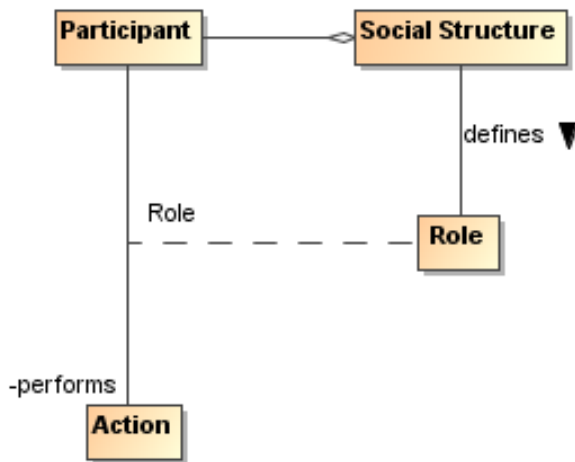 Participant
Social Structure
defines
Role
Role
-performs
Action